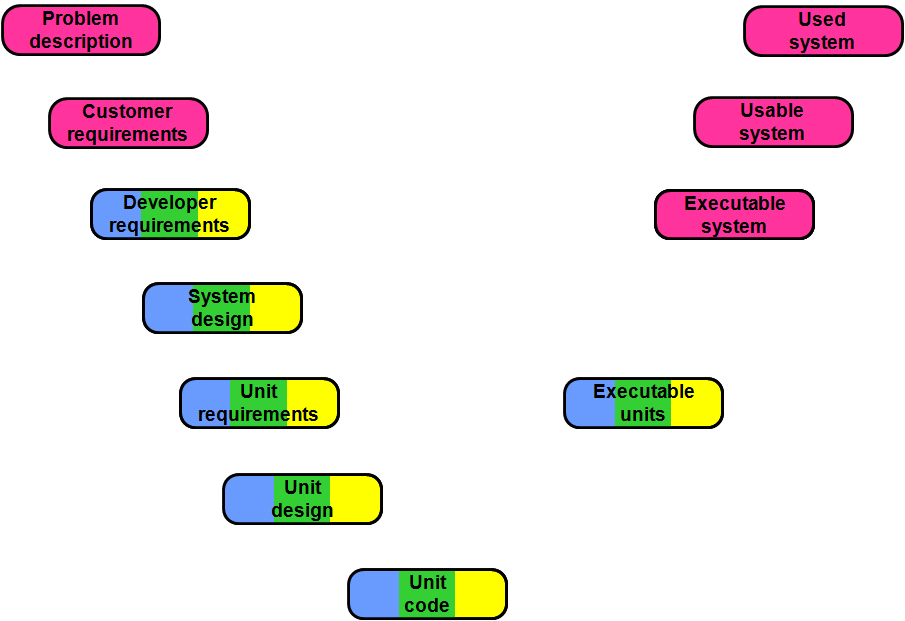 Problem
description
Used
system
Customer
requirements
Usable
system
Developer
requirements
Executable
system
System
design
Unit
requirements
Executable
units
Unit
design
Unit
code